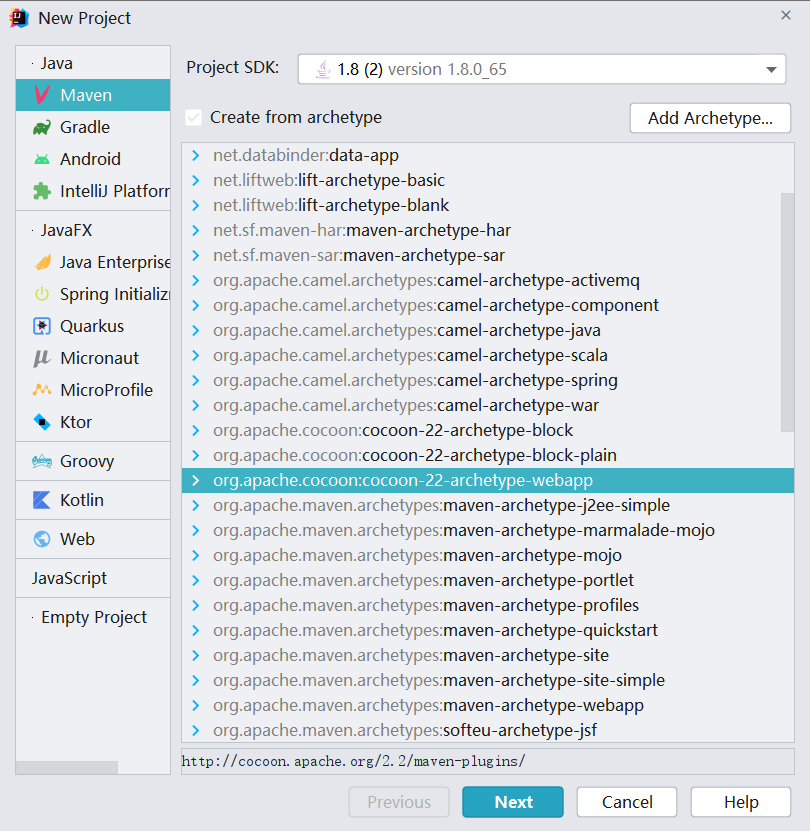 New Project
Java
Maven
Gradle
Android
IntelliJ Platform
JavaFX
Java Enterprise
Spring Initializ
Quarkus
Micronaut
MicroProfile
Ktor
Groovy
Kotlin
Web
JavaScript
Empty Project
Project SDK: 1.8 (2) version 1.8.0_65
Create from archetype
Add Archetype...
net.databinder:data-app
net.liftweb:lift-archetype-basic
net.liftweb:lift-archetype-blank
net.sf.maven-har:maven-archetype-har
net.sf.maven-sar:maven-archetype-sar
org.apache.camel.archetypes:camel-archetype-activemq
org.apache.camel.archetypes:camel-archetype-component
org.apache.camel.archetypes:camel-archetype-java
org.apache.camel.archetypes:camel-archetype-scala
org.apache.camel.archetypes:camel-archetype-spring
org.apache.camel.archetypes:camel-archetype-war
org.apache.cocoon:cocoon-22-archetype-block
org.apache.cocoon:cocoon-22-archetype-block-plain
org.apache.cocoon:cocoon-22-archetype-webapp
org.apache.maven.archetypes:maven-archetype-j2ee-simple
org.apache.maven.archetypes:maven-archetype-marmalade-mojo
org.apache.maven.archetypes:maven-archetype-mojo
org.apache.maven.archetypes:maven-archetype-portlet
org.apache.maven.archetypes:maven-archetype-profiles
org.apache.maven.archetypes:maven-archetype-quickstart
org.apache.maven.archetypes:maven-archetype-site
org.apache.maven.archetypes:maven-archetype-site-simple
org.apache.maven.archetypes:maven-archetype-webapp
org.apache.maven.archetypes:softeu-archetype-jsf
http://cocoon.apache.org/2.2/maven-plugins/
Previous
Next
Cancel
Help